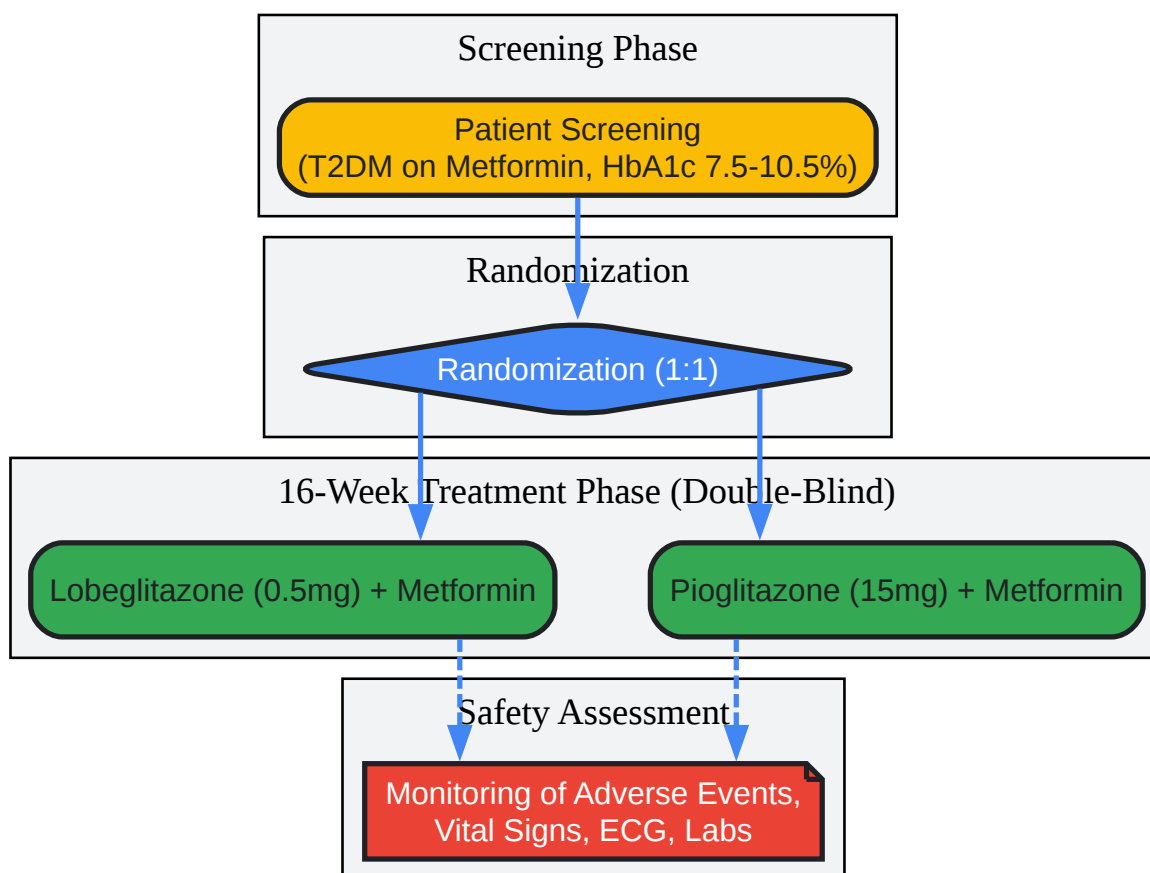 Screening Phase
Patient Screening
(T2DM on Metformin, HbA1c 7.5-10.5%)
Randomization
Randomization (1:1)
16-Week Treatment Phase (Double-Blind)
Lobeglitazone (0.5mg) + Metformin
Pioglitazone (15mg) + Metformin
Safety Assessment
Monitoring of Adverse Events,
Vital Signs, ECG, Labs